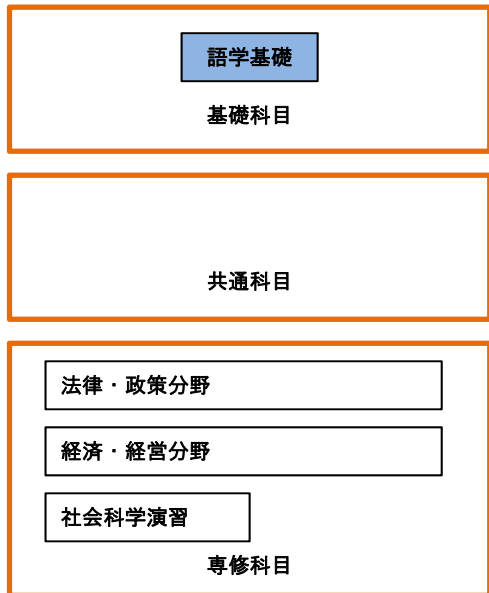 語学基礎
基礎科目
共通科目
法律・政策分野
経済・経営分野
社会科学演習
専修科目